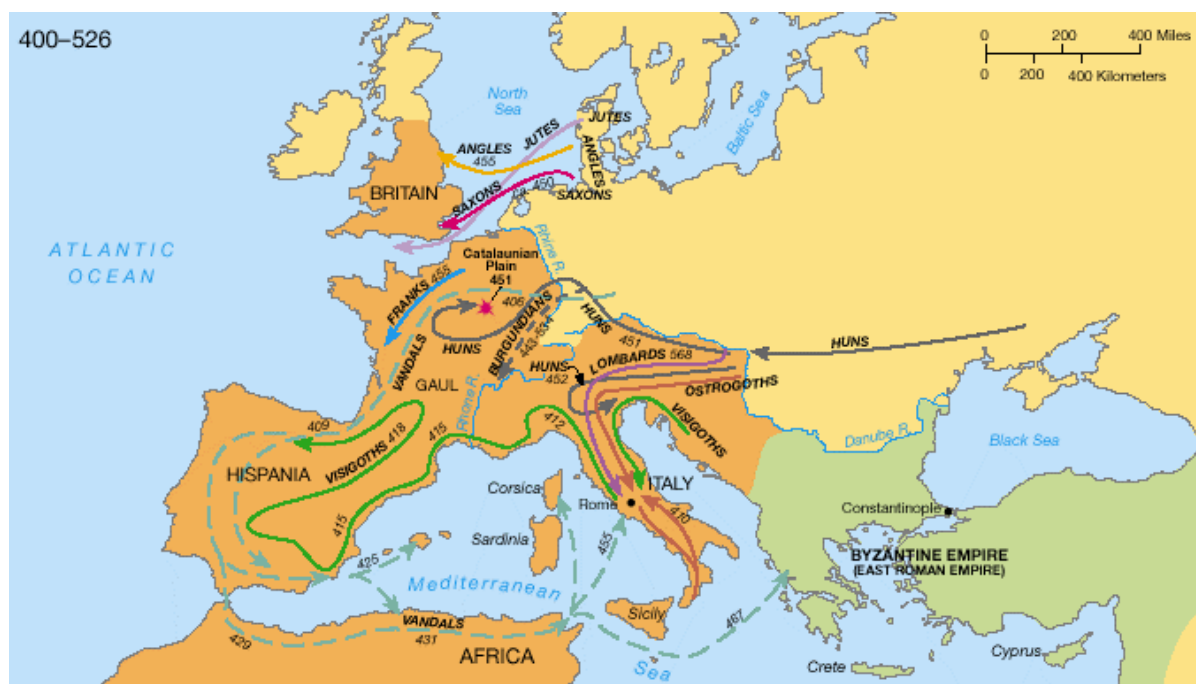 400–526
0 200 400 Miles
0 200 400 Kilometers
North
Sea
Baltic Sea
JUTES
JUTES
ANGLES
455
ANGLES
SAXONS
ca. 450
SAXONS
BRITAIN
ATLANTIC
OCEAN
Rhine R.
Catalaunian
Plain
451
FRANKS 455
406
BURGUNDIANS
443–534
HUNS
HUNS
451
HUNS
VANDALS
GAUL
HUNS
452
LOMBARDS 568
OSTROGOTHS
Rhone R.
VISIGOTHS
Danube R.
Black Sea
409
VISIGOTHS 418
415
412
HISPANIA
415
Corsica
Rome
ITALY
410
Constantinople
Sardinia
BYZANTINE EMPIRE
(EAST ROMAN EMPIRE)
425
455
Mediterranean
Sea
Sicily
467
429
VANDALS
431
AFRICA
Crete
Cyprus